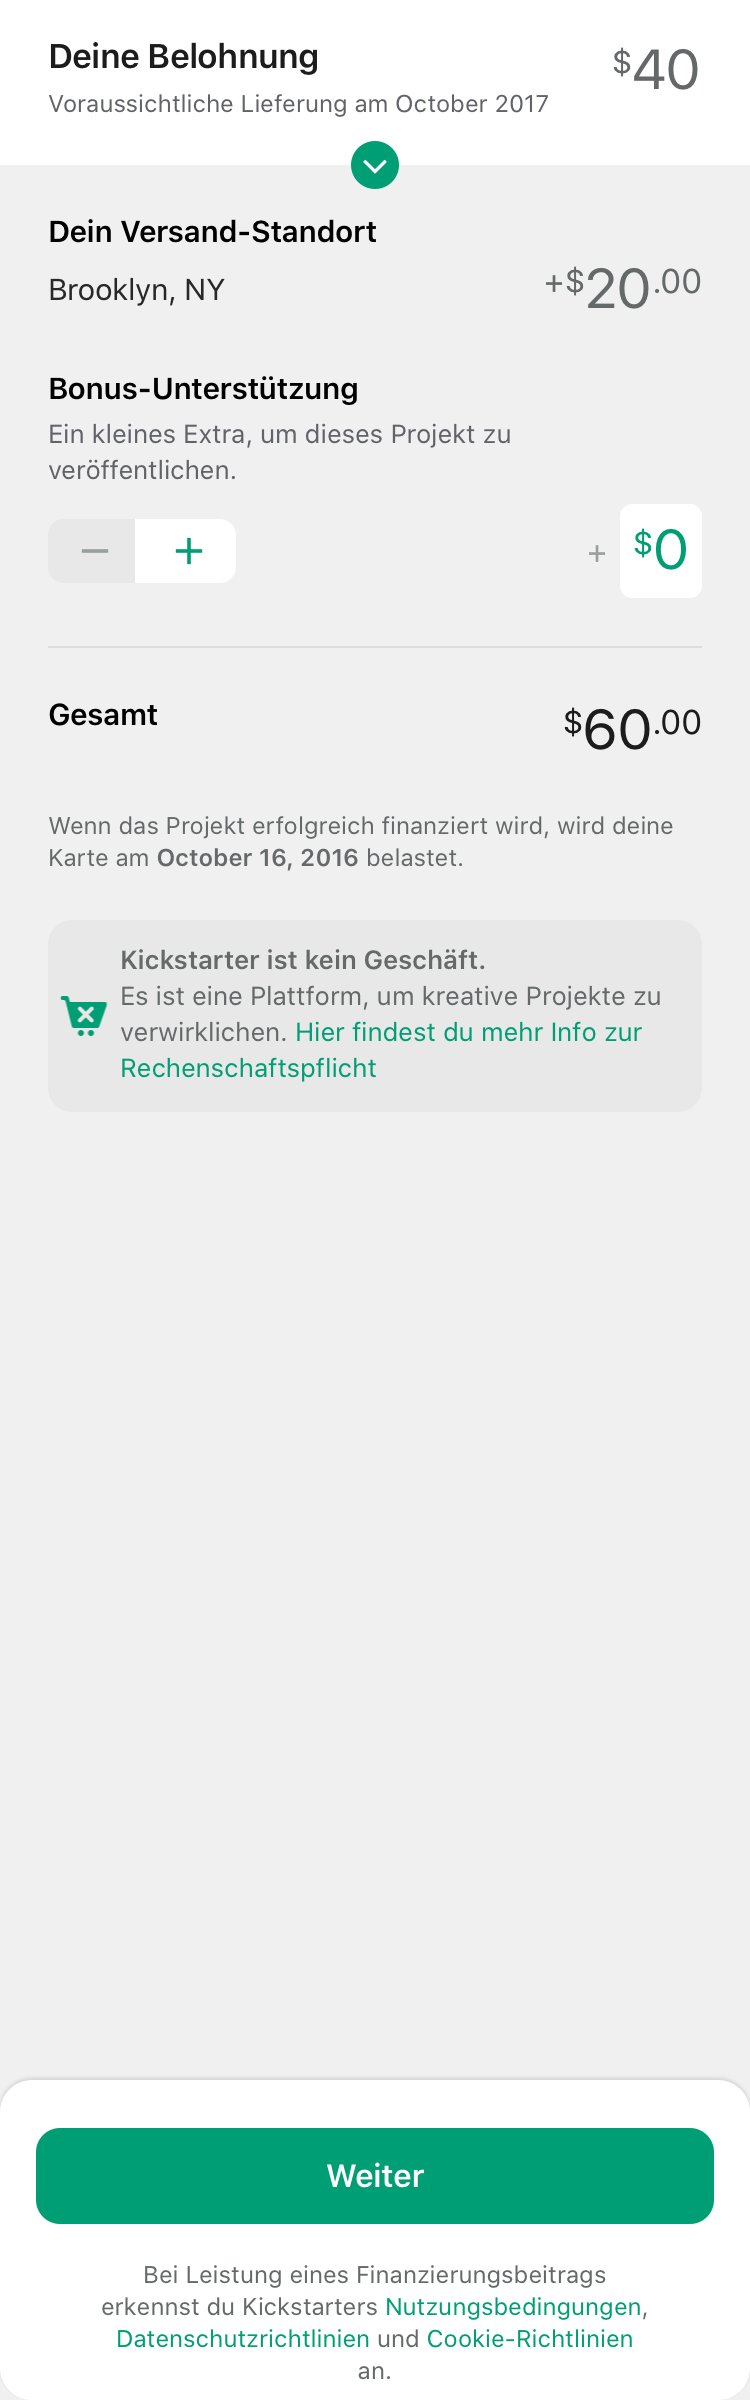 Deine Belohnung
$40
Voraussichtliche Lieferung am October 2017
Dein Versand-Standort
Brooklyn, NY
+$20.00
Bonus-Unterstützung
Ein kleines Extra, um dieses Projekt zu
veröffentlichen.
+ $0
Gesamt
$60.00
Wenn das Projekt erfolgreich finanziert wird, wird deine
Karte am October 16, 2016 belastet.
Kickstarter ist kein Geschäft.
Es ist eine Plattform, um kreative Projekte zu
verwirklichen. Hier findest du mehr Info zur
Rechenschaftspflicht
Weiter
Bei Leistung eines Finanzierungsbeitrags
erkennst du Kickstarters Nutzungsbedingungen,
Datenschutzrichtlinien und Cookie-Richtlinien
an.